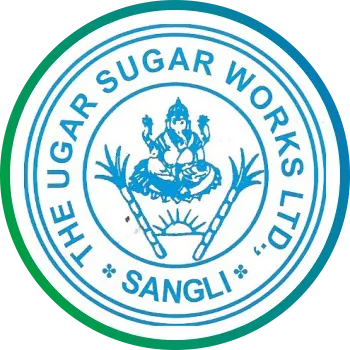 THE UGAR SUGAR WORKS LTD.,
SANGLI